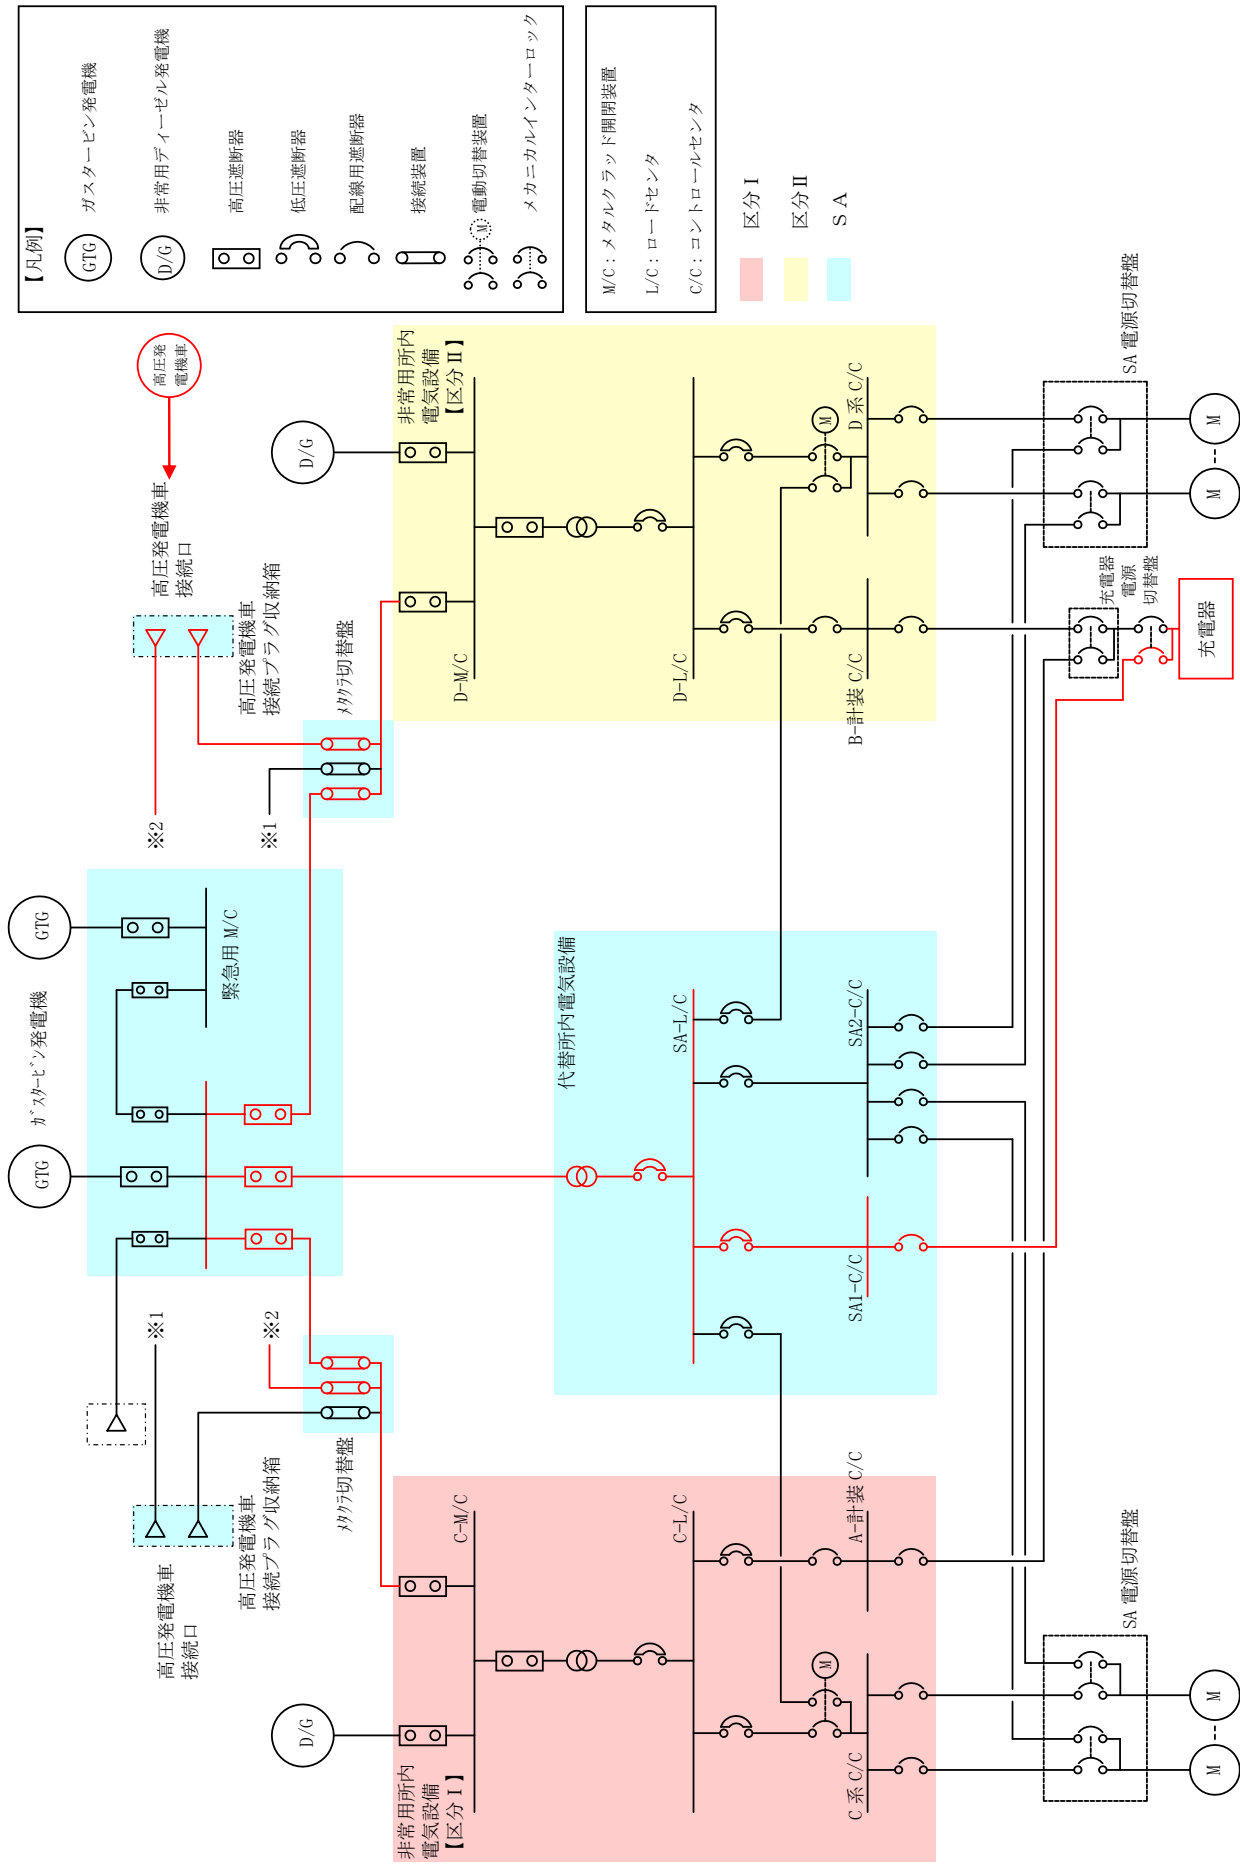 【凡例】
GTG
ガスタービン発電機
D/G
非常用ディーゼル発電機
高圧遮断器
低圧遮断器
配線用遮断器
接続装置
M
電動切替装置
メカニカルインターロック
M/C：メタルクラッド開閉装置
L/C：ロードセンタ
C/C：コントロールセンタ
区分Ⅰ
区分Ⅱ
ＳＡ
ｶﾞｽﾀｰﾋﾞﾝ発電機
GTG
GTG
緊急用 M/C
高圧発
電機車
高圧発電機車
接続口
高圧発電機車
接続プラグ収納箱
※2
※1
ﾒﾀｸﾗ切替盤
高圧発電機車
接続口
高圧発電機車
接続プラグ収納箱
※1
※2
ﾒﾀｸﾗ切替盤
D/G
非常用所内
電気設備
【区分Ⅰ】
C-M/C
C-L/C
M
C 系 C/C
A-計装 C/C
代替所内電気設備
SA-L/C
SA1-C/C
SA2-C/C
D/G
非常用所内
電気設備
【区分Ⅱ】
D-M/C
D-L/C
M
B-計装 C/C
D 系 C/C
SA 電源切替盤
M
M
充電器
電源
切替盤
充電器
SA 電源切替盤
M
M